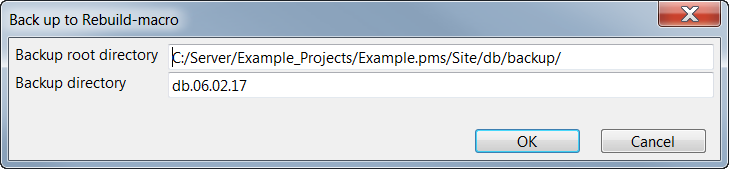 Back up to Rebuild-macro
Backup root directory C:/Server/Example_Projects/Example.pms/Site/db/backup/
Backup directory db.06.02.17
OK Cancel